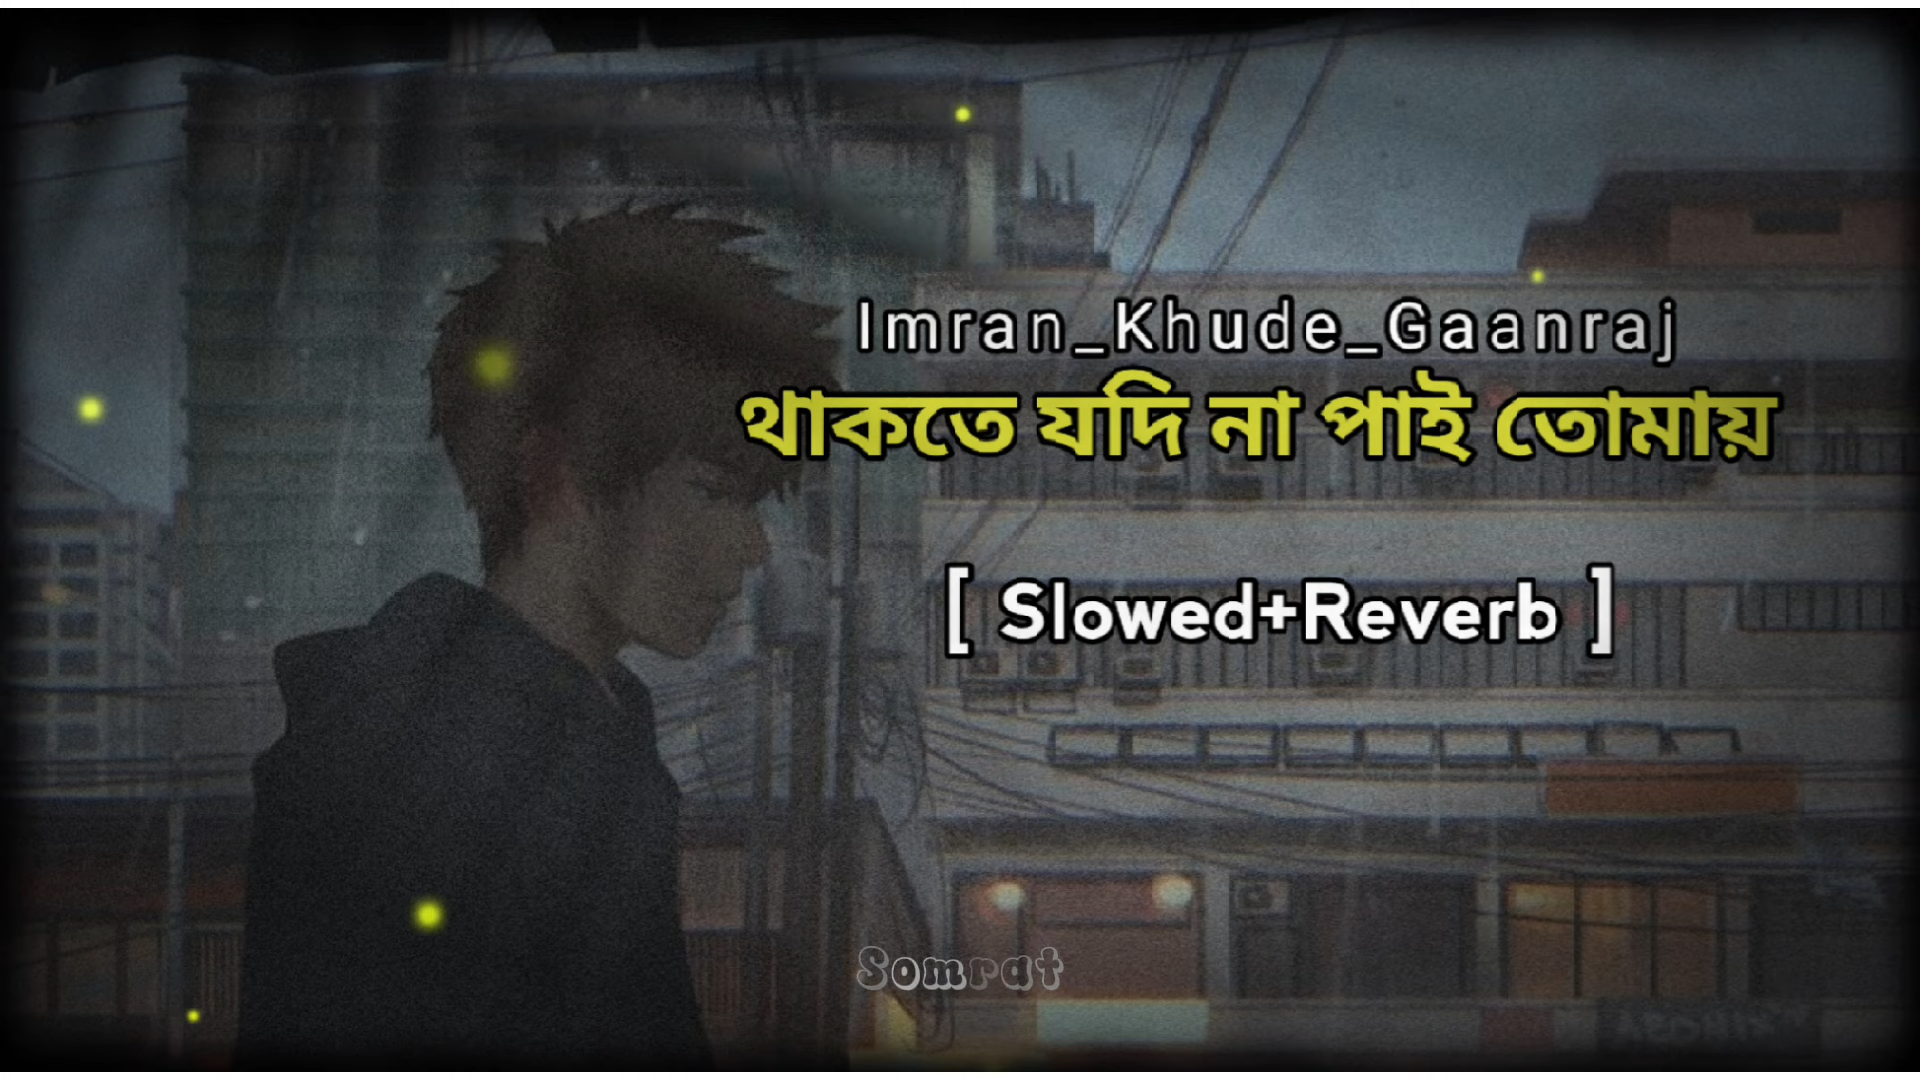 Imran_Khude_Gaanraj
থাকতে যদি না পাই তোমায়
[ Slowed+Reverb ]
Somrat